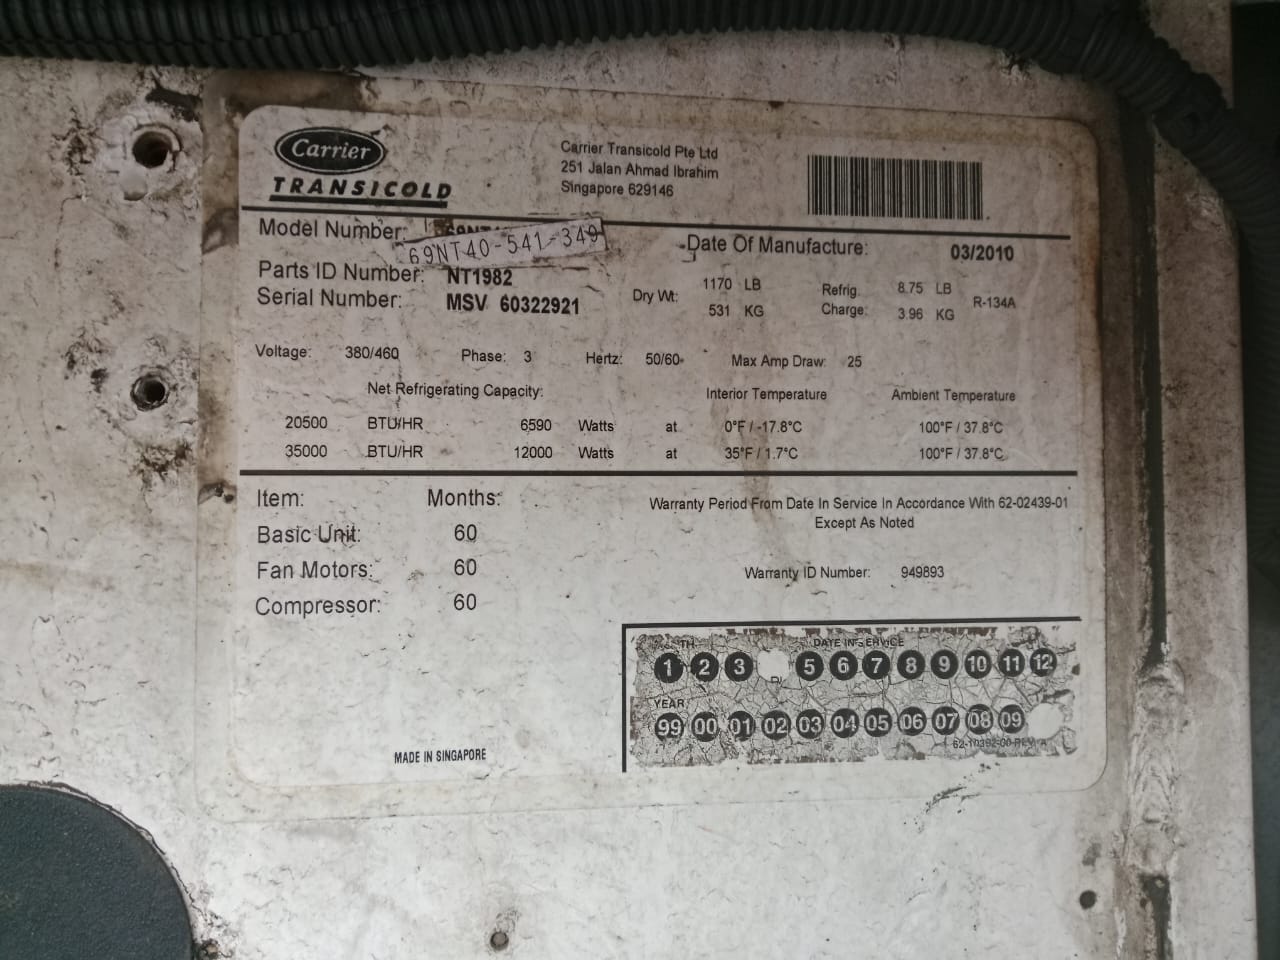 Carrier
TRANSICOLD
Carrier Transicold Pte Ltd
251 Jalan Ahmad Ibrahim
Singapore 629146
Model Number: 69NT40-541-349
Date Of Manufacture: 03/2010
Parts ID Number: NT1982
Serial Number: MSV 60322921
Dry Wt: 1170 LB
531 KG
Refrig. Charge: 8.75 LB
3.96 KG
R-134A
Voltage: 380/460 Phase: 3 Hertz: 50/60 Max Amp Draw: 25
Net Refrigerating Capacity: Interior Temperature Ambient Temperature
20500 BTU/HR 6590 Watts at 0°F / -17.8°C 100°F / 37.8°C
35000 BTU/HR 12000 Watts at 35°F / 1.7°C 100°F / 37.8°C
Item: Months:
Basic Unit: 60
Fan Motors: 60
Compressor: 60
Warranty Period From Date In Service In Accordance With 62-02439-01
Except As Noted
Warranty ID Number: 949893
DATE IN SERVICE
1 2 3 5 6 7 8 9 10 11 12
YEAR
99 00 01 02 03 04 05 06 07 08 09
62-10392-00 REV A
MADE IN SINGAPORE